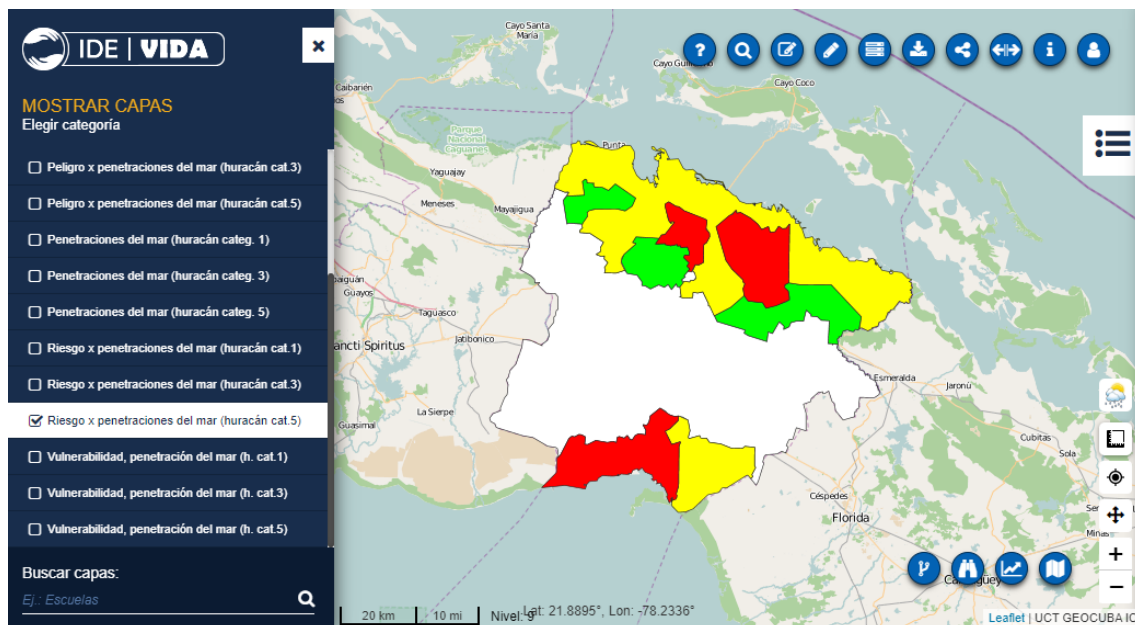 IDE | VIDA
MOSTRAR CAPAS
Elegir categoría
Peligro x penetraciones del mar (huracán cat.3)
Peligro x penetraciones del mar (huracán cat.5)
Penetraciones del mar (huracán categ. 1)
Penetraciones del mar (huracán categ. 3)
Penetraciones del mar (huracán categ. 5)
Riesgo x penetraciones del mar (huracán cat.1)
Riesgo x penetraciones del mar (huracán cat.3)
Riesgo x penetraciones del mar (huracán cat.5)
Vulnerabilidad, penetración del mar (h. cat.1)
Vulnerabilidad, penetración del mar (h. cat.3)
Vulnerabilidad, penetración del mar (h. cat.5)
Buscar capas:
Ej.: Escuelas
Cayo Santa
María
Cayo Coco
Caibarién
Parque
Nacional
Caguanes
Punta
Yaguajay
Meneses
Mayajigua
Guayos
Taguasco
Jatibonico
La Sierpe
Guasimal
Esmeralda
Jaronú
Cubitas
Sola
Céspedes
Florida
Minas
20 km
10 mi
Nivel: 9
Lat: 21.8895°, Lon: -78.2336°
+
−
Leaflet | UCT GEOCUBA IC